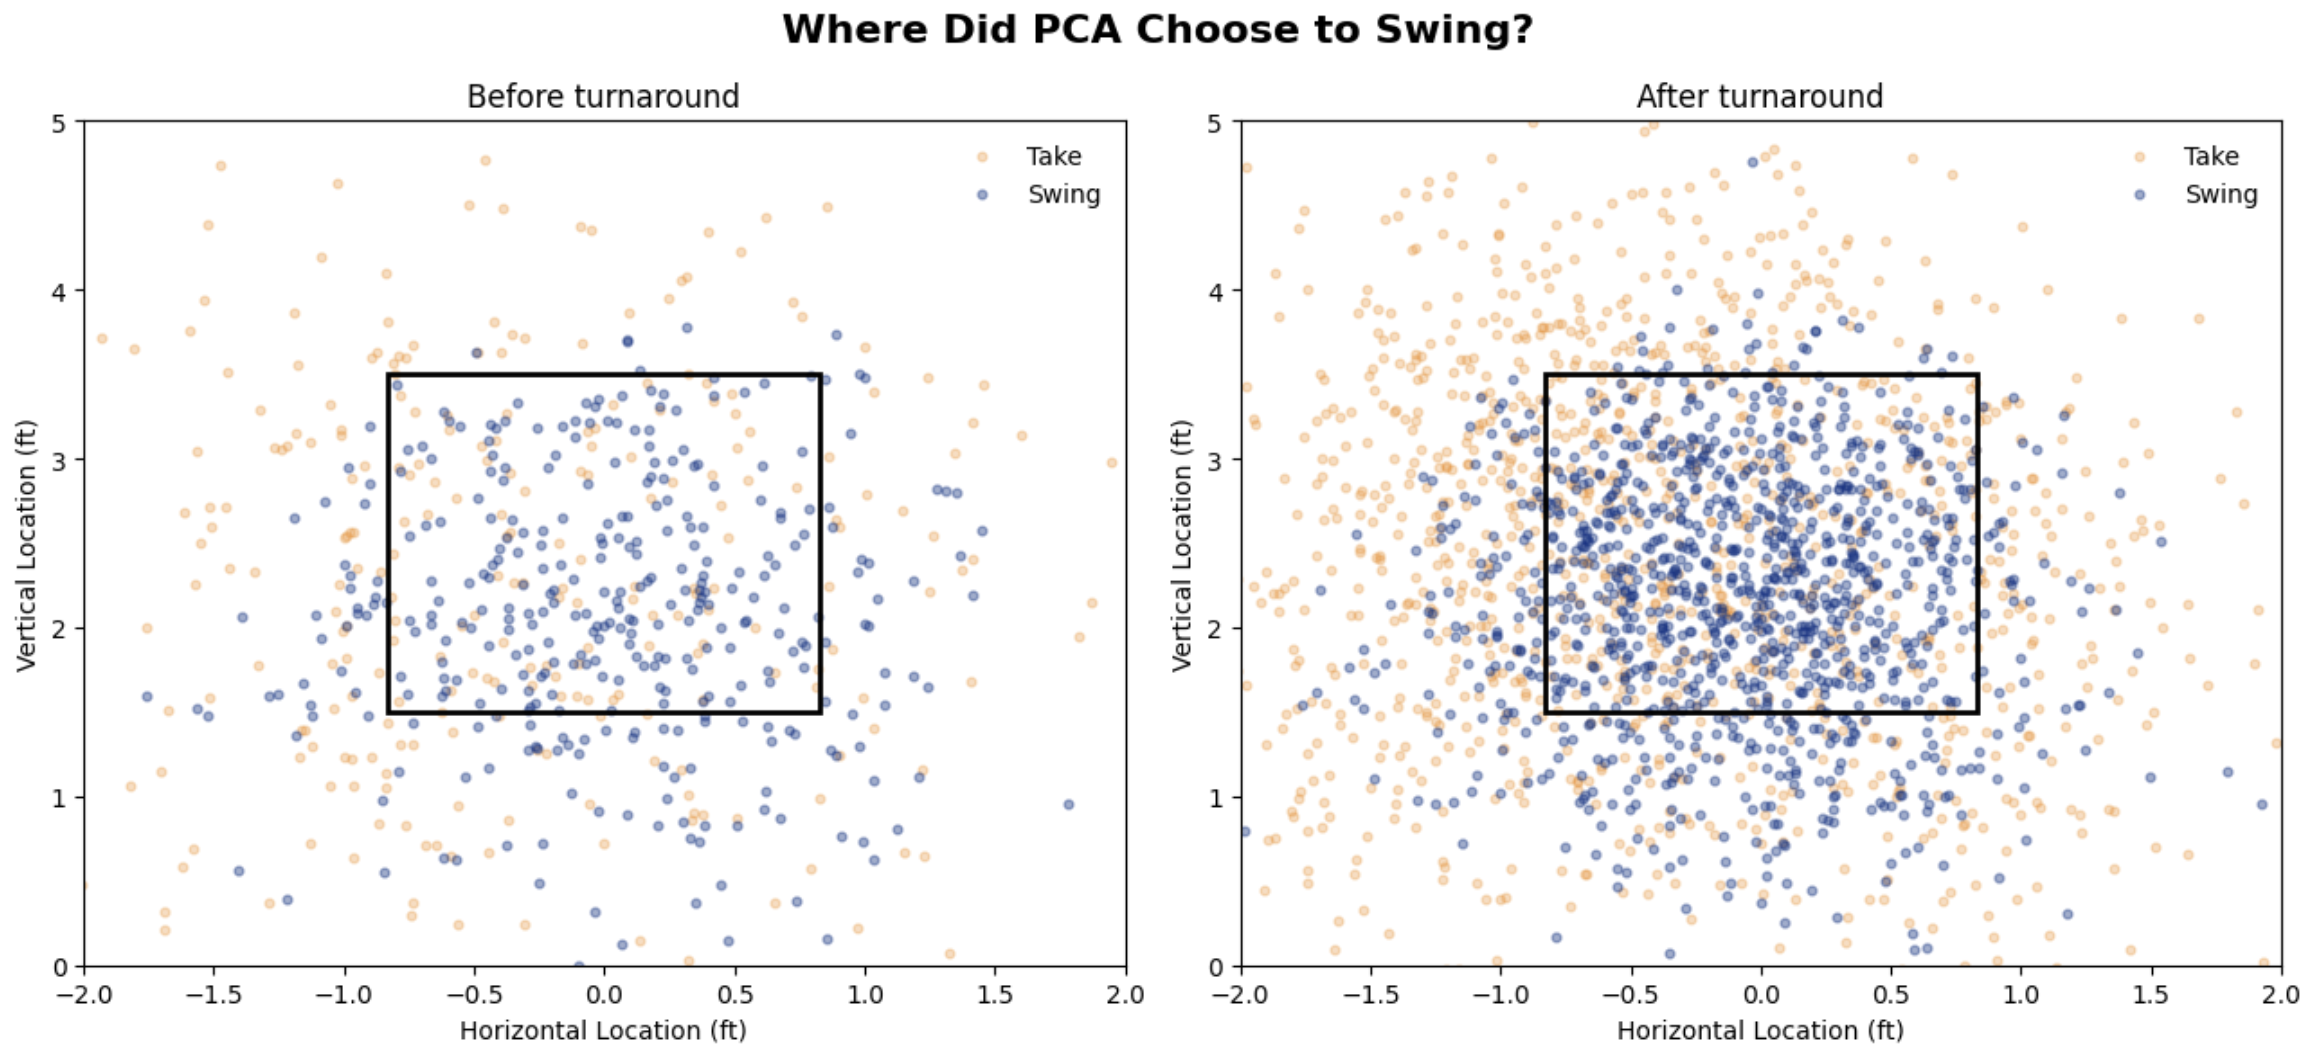 Where Did PCA Choose to Swing?
Before turnaround
Take
Swing
5
4
3
2
1
0
Vertical Location (ft)
−2.0 −1.5 −1.0 −0.5 0.0 0.5 1.0 1.5 2.0
Horizontal Location (ft)
After turnaround
Take
Swing
5
4
3
2
1
0
Vertical Location (ft)
−2.0 −1.5 −1.0 −0.5 0.0 0.5 1.0 1.5 2.0
Horizontal Location (ft)